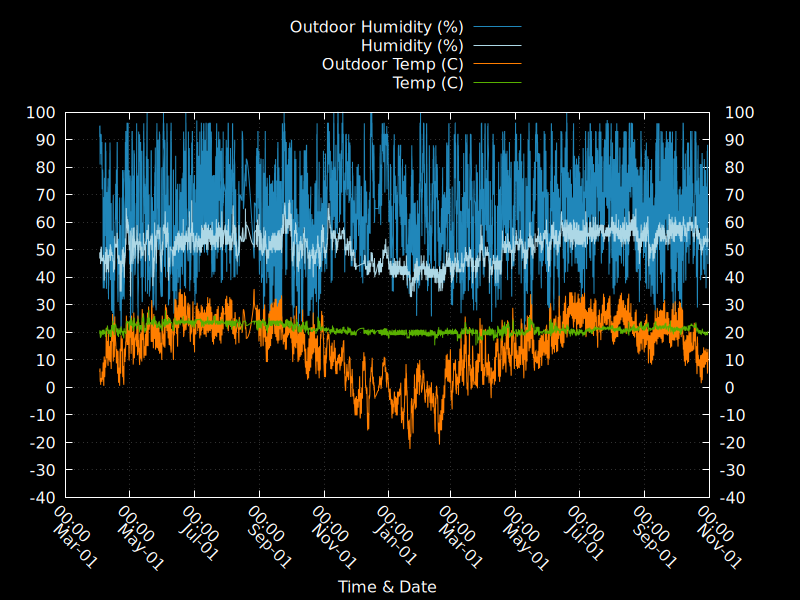 Outdoor Humidity (%)
Humidity (%)
Outdoor Temp (C)
Temp (C)
100 100
90 90
80 80
70 70
60 60
50 50
40 40
30 30
20 20
10 10
0 0
-10 -10
-20 -20
-30 -30
-40 -40
00:00 00:00 00:00 00:00 00:00 00:00 00:00 00:00 00:00 00:00 00:00
Mar-01 May-01 Jul-01 Sep-01 Nov-01 Jan-01 Mar-01 May-01 Jul-01 Sep-01 Nov-01
Time & Date